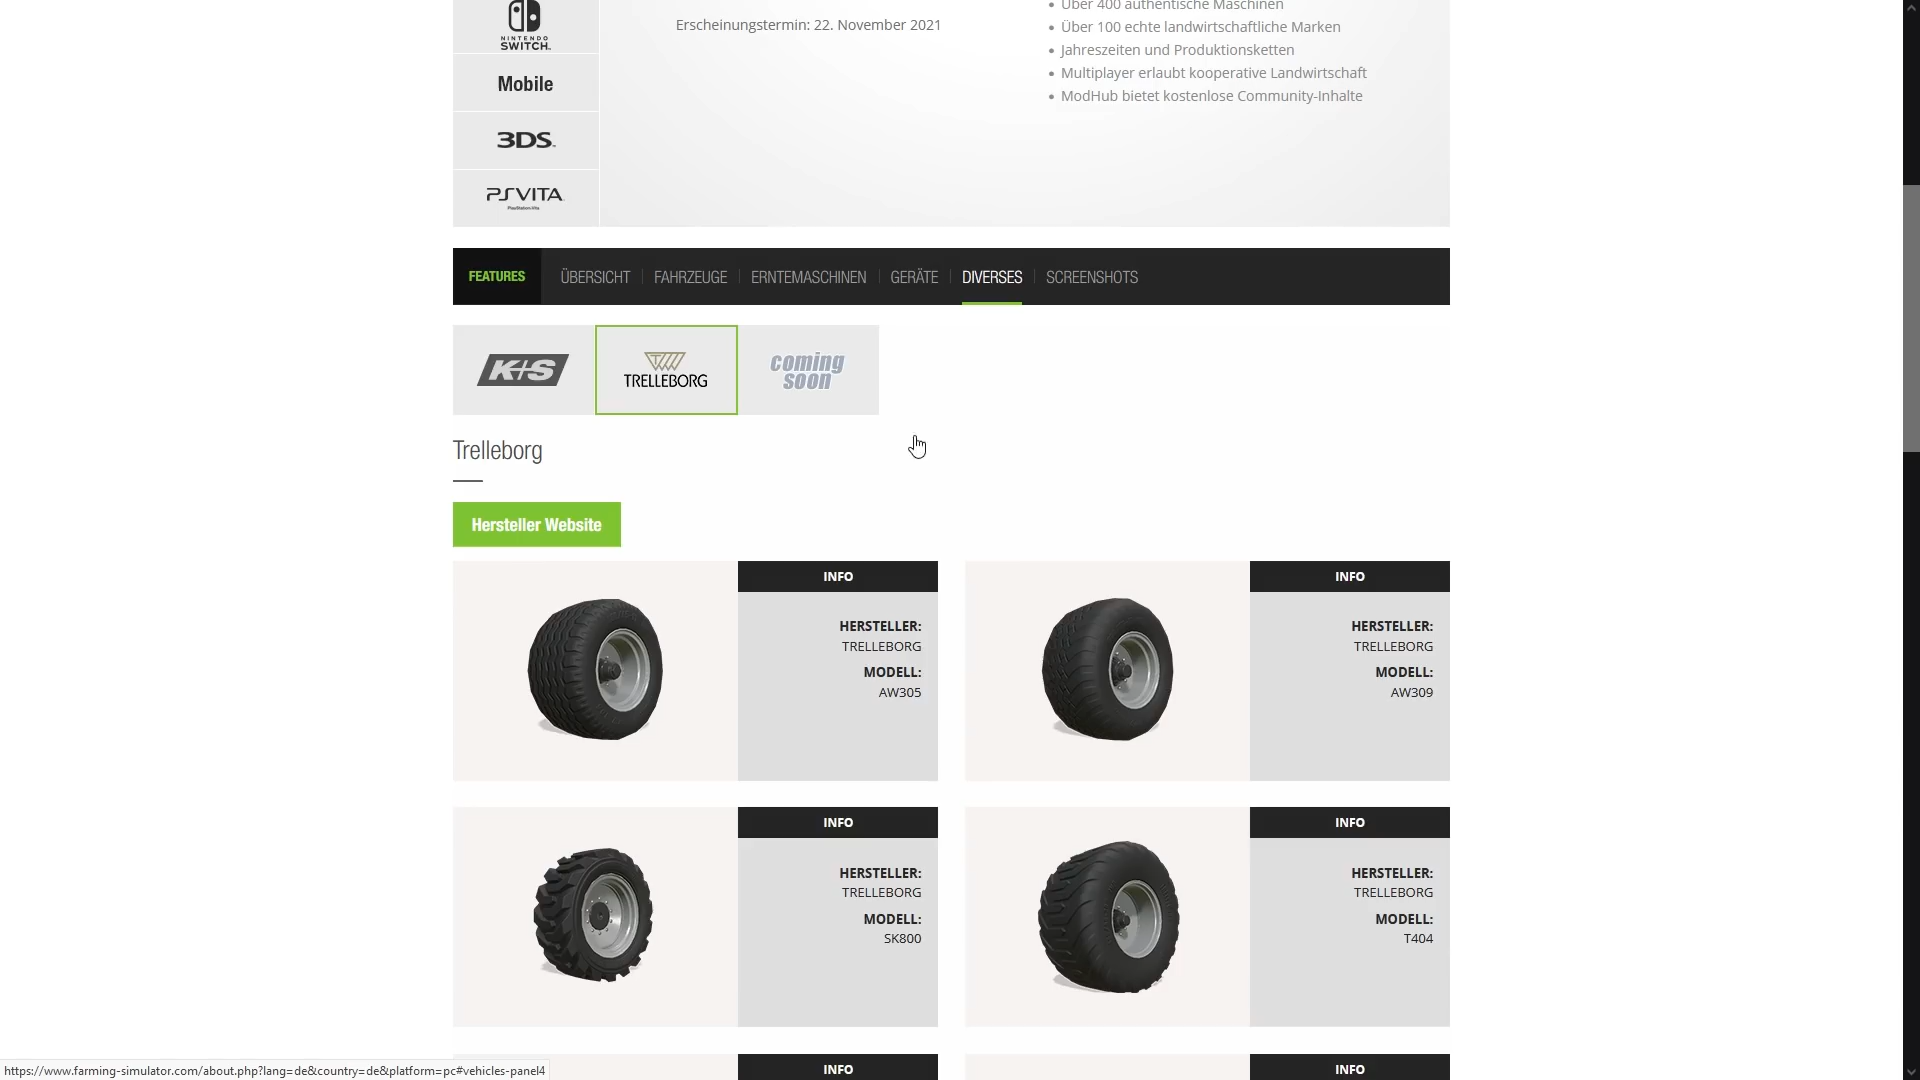 NINTENDO
SWITCH
Mobile
3DS
PSVITA
PlayStation Vita
Erscheinungstermin: 22. November 2021
Über 400 authentische Maschinen
Über 100 echte landwirtschaftliche Marken
Jahreszeiten und Produktionsketten
Multiplayer erlaubt kooperative Landwirtschaft
ModHub bietet kostenlose Community-Inhalte
FEATURES ÜBERSICHT FAHRZEUGE ERNTEMASCHINEN GERÄTE DIVERSES SCREENSHOTS
K+S
TRELLEBORG
coming
soon
Trelleborg
Hersteller Website
INFO
HERSTELLER:
TRELLEBORG
MODELL:
AW305
INFO
HERSTELLER:
TRELLEBORG
MODELL:
AW309
INFO
HERSTELLER:
TRELLEBORG
MODELL:
SK800
INFO
HERSTELLER:
TRELLEBORG
MODELL:
T404
INFO
INFO
https://www.farming-simulator.com/about.php?lang=de&country=de&platform=pc#vehicles-panel4